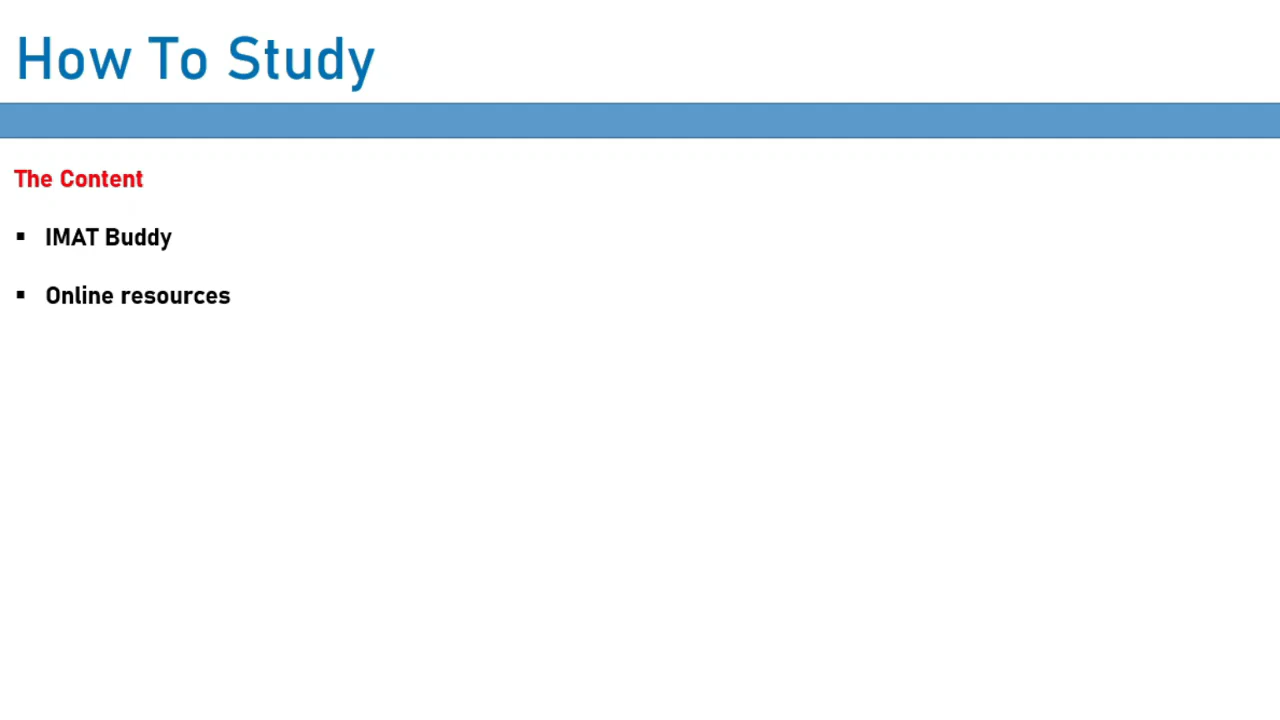 How To Study
The Content
▪ IMAT Buddy
▪ Online resources